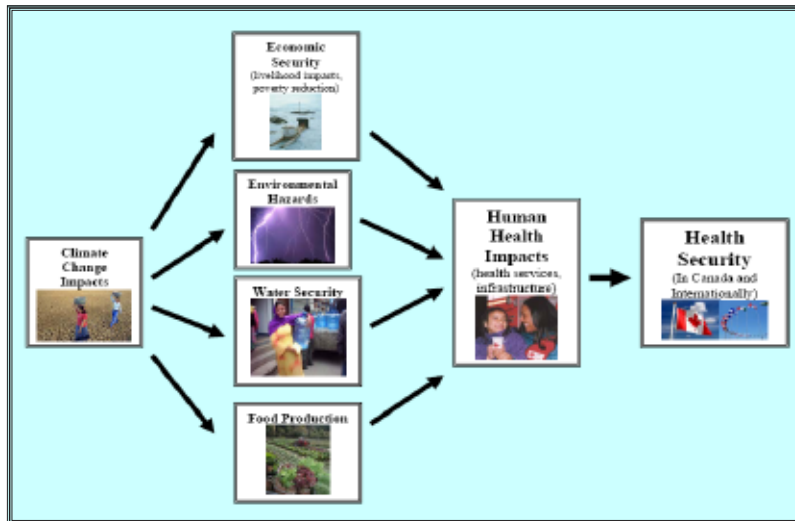 Economic
Security
(livelihood impacts,
poverty reduction)
Environmental
Hazards
Climate
Change
Impacts
Water Security
Food Production
Human
Health
Impacts
(health services,
infrastructure)
Health
Security
(In Canada and
Internationally)